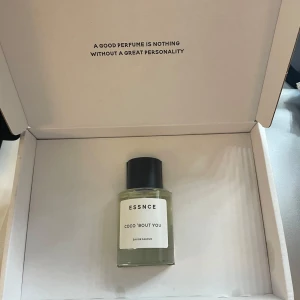 A GOOD PERFUME IS NOTHING
WITHOUT A GREAT PERSONALITY
ESSNCE
GOOD 'BOUT YOU